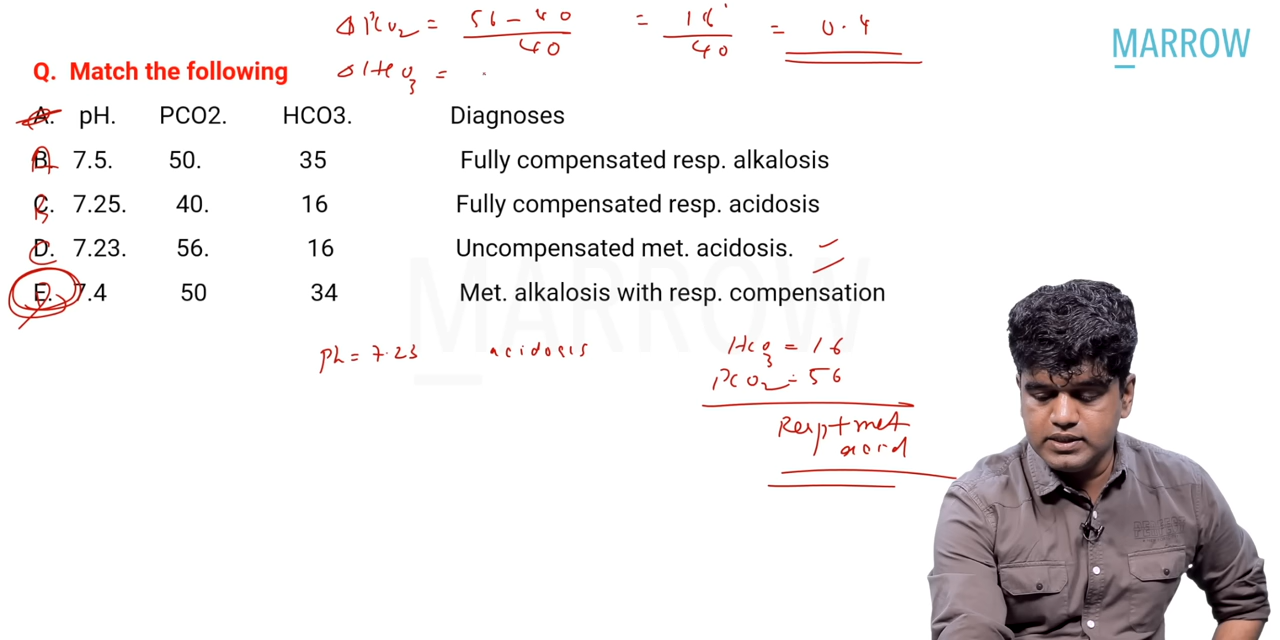 ΔPCO2 = 56 - 40 / 40 = 16 / 40 = 0.4
MARROW
ΔHCO3 =
Q. Match the following
A. pH. PCO2. HCO3. Diagnoses
A B. 7.5. 50. 35 Fully compensated resp. alkalosis
B C. 7.25. 40. 16 Fully compensated resp. acidosis
C D. 7.23. 56. 16 Uncompensated met. acidosis.
E. 7.4 50 34 Met. alkalosis with resp. compensation
MARROW
pH = 7.23 acidosis
HCO3 = 16
PCO2 = 56
Resp + met
acid